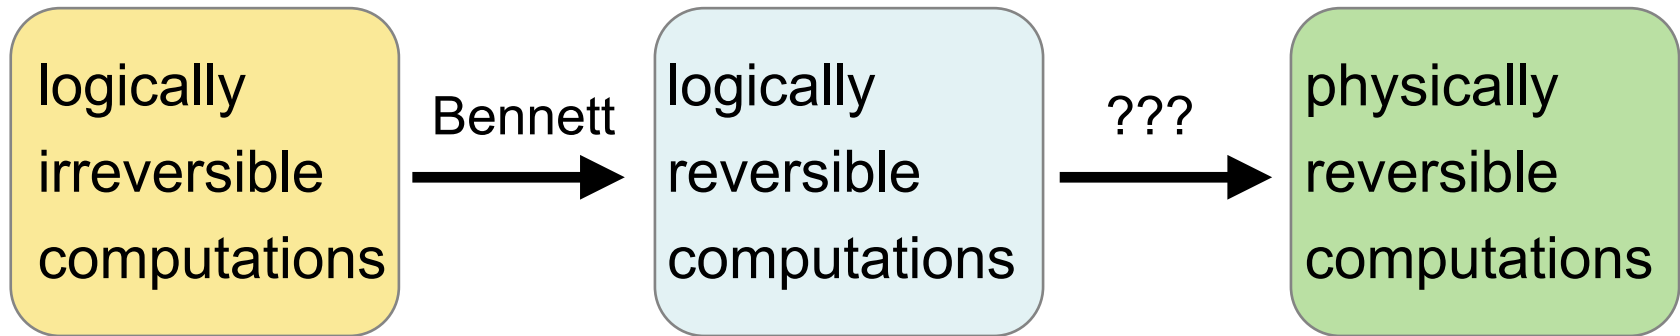 logically
irreversible
computations
Bennett
logically
reversible
computations
???
physically
reversible
computations